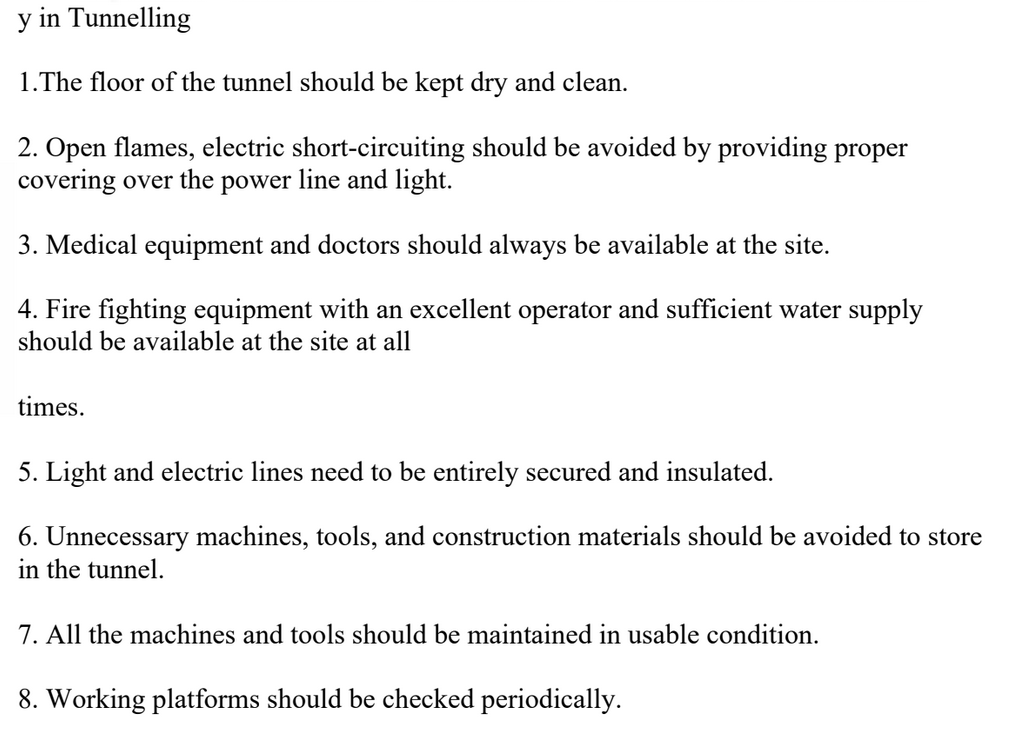 y in Tunnelling
1.The floor of the tunnel should be kept dry and clean.
2. Open flames, electric short-circuiting should be avoided by providing proper
covering over the power line and light.
3. Medical equipment and doctors should always be available at the site.
4. Fire fighting equipment with an excellent operator and sufficient water supply
should be available at the site at all
times.
5. Light and electric lines need to be entirely secured and insulated.
6. Unnecessary machines, tools, and construction materials should be avoided to store
in the tunnel.
7. All the machines and tools should be maintained in usable condition.
8. Working platforms should be checked periodically.